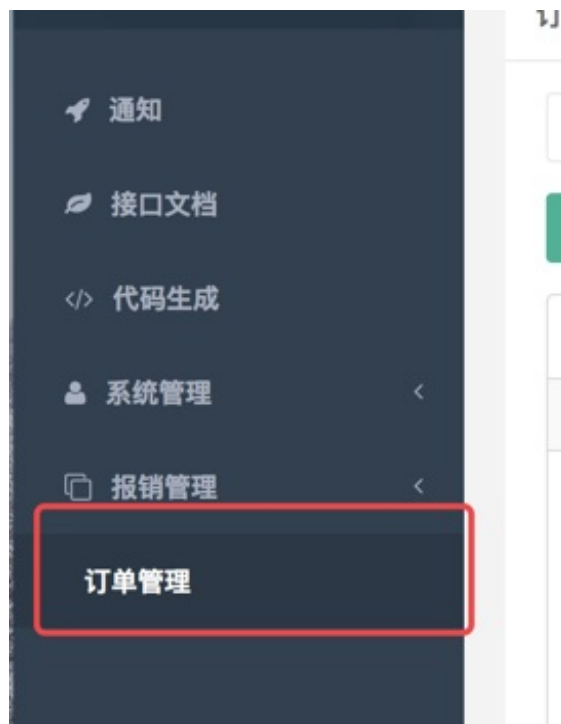 通知
接口文档
代码生成
系统管理
报销管理
订单管理